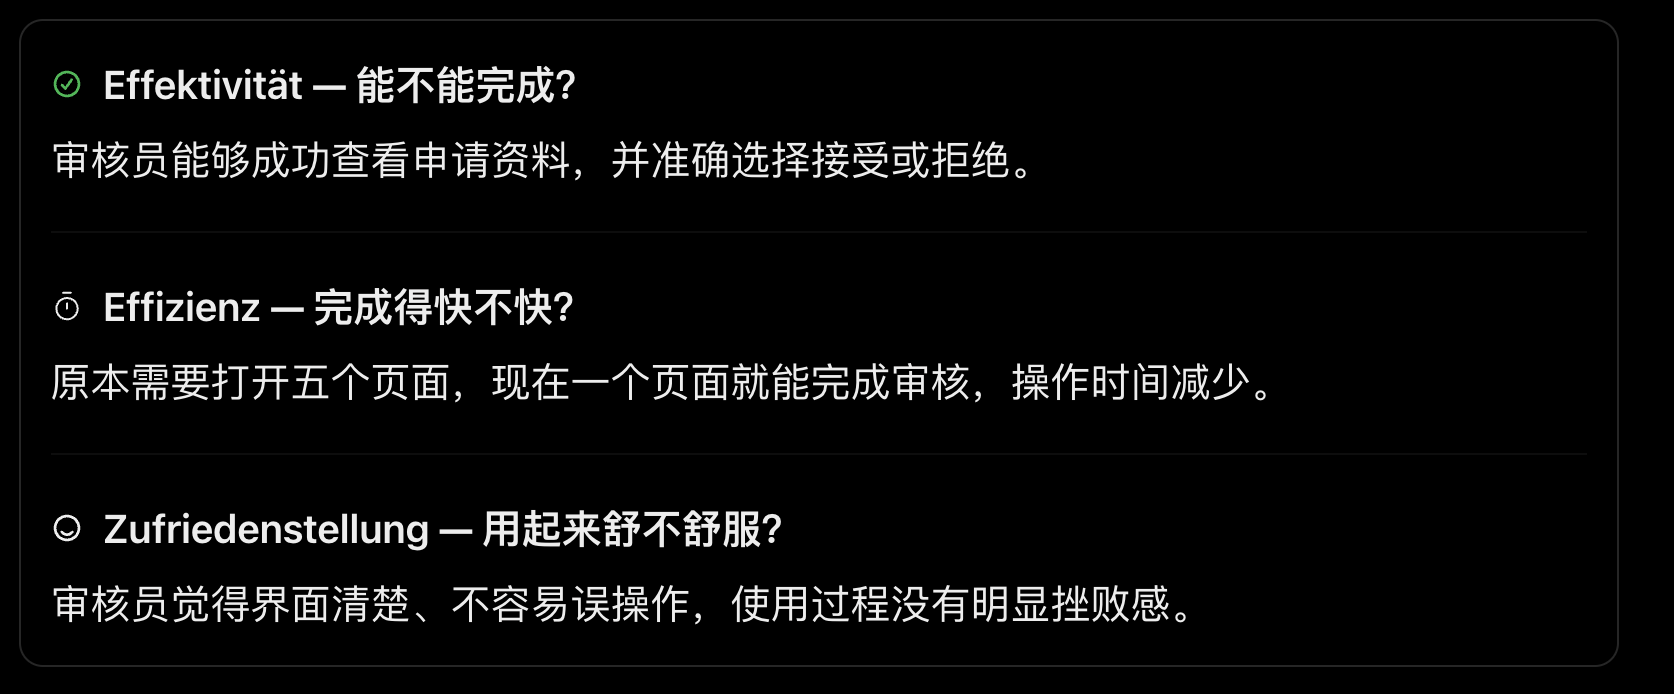 Effektivität — 能不能完成?
审核员能够成功查看申请资料，并准确选择接受或拒绝。
Effizienz — 完成得快不快?
原本需要打开五个页面，现在一个页面就能完成审核，操作时间减少。
Zufriedenstellung — 用起来舒不舒服?
审核员觉得界面清楚、不容易误操作，使用过程没有明显挫败感。